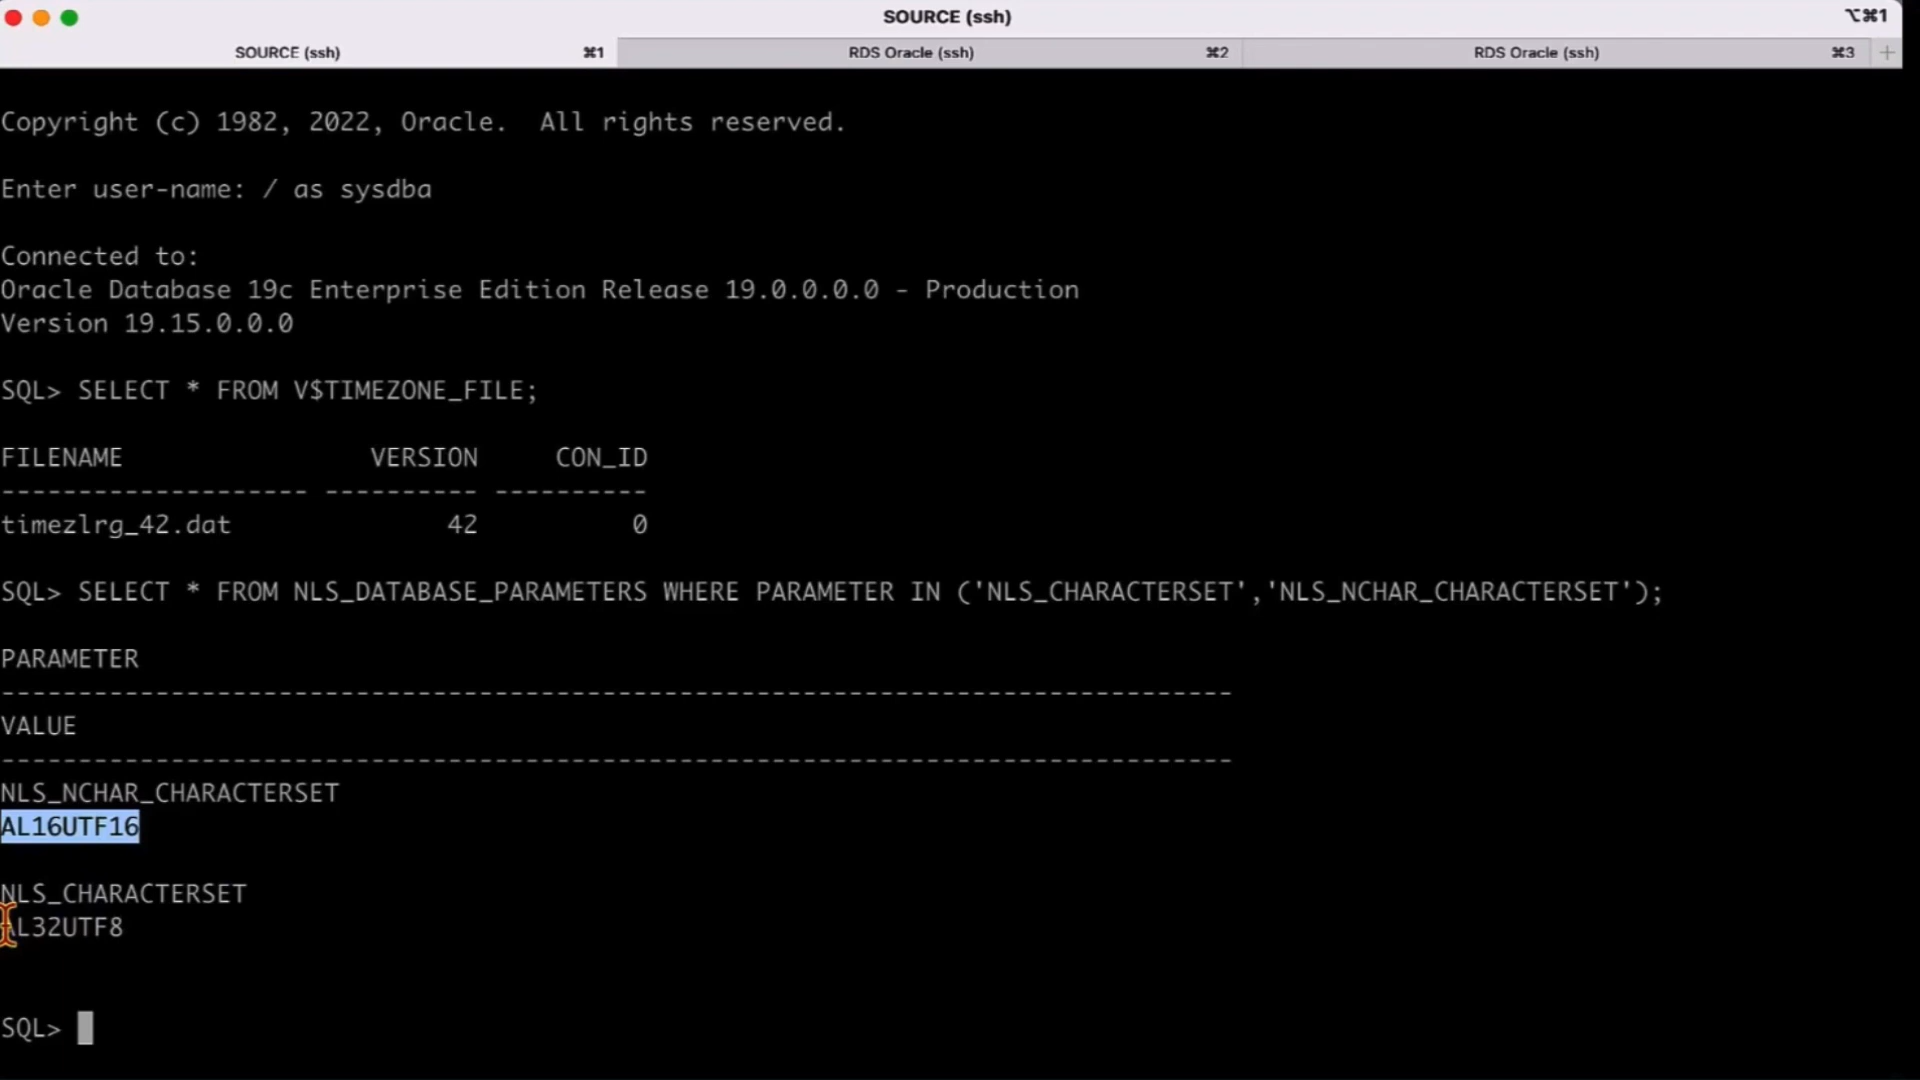 SOURCE (ssh)
⌥⌘1
SOURCE (ssh) ⌘1 RDS Oracle (ssh) ⌘2 RDS Oracle (ssh) ⌘3 +
Copyright (c) 1982, 2022, Oracle.  All rights reserved.
Enter user-name: / as sysdba
Connected to:
Oracle Database 19c Enterprise Edition Release 19.0.0.0.0 - Production
Version 19.15.0.0.0
SQL> SELECT * FROM V$TIMEZONE_FILE;
FILENAME                VERSION     CON_ID
-------------------- ---------- ----------
timezlrg_42.dat              42          0
SQL> SELECT * FROM NLS_DATABASE_PARAMETERS WHERE PARAMETER IN ('NLS_CHARACTERSET','NLS_NCHAR_CHARACTERSET');
PARAMETER
--------------------------------------------------------------------------------
VALUE
--------------------------------------------------------------------------------
NLS_NCHAR_CHARACTERSET
AL16UTF16
NLS_CHARACTERSET
AL32UTF8
SQL>